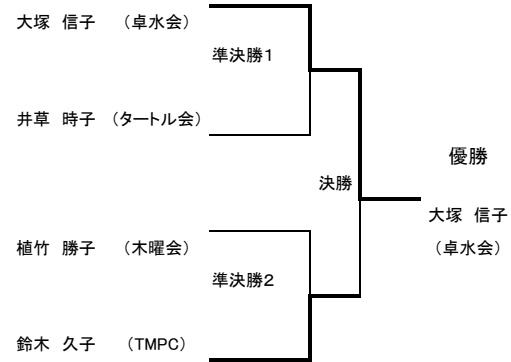 大塚 信子 （卓水会）
準決勝１
井草 時子 （タートル会）
優勝
決勝
大塚 信子
（卓水会）
植竹 勝子 （木曜会）
準決勝２
鈴木 久子 （TMPC）